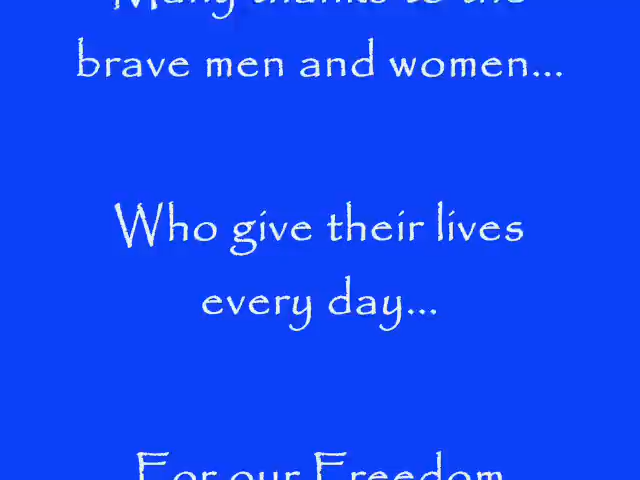 Many thanks to the
brave men and women...
Who give their lives
every day...
For our Freedom